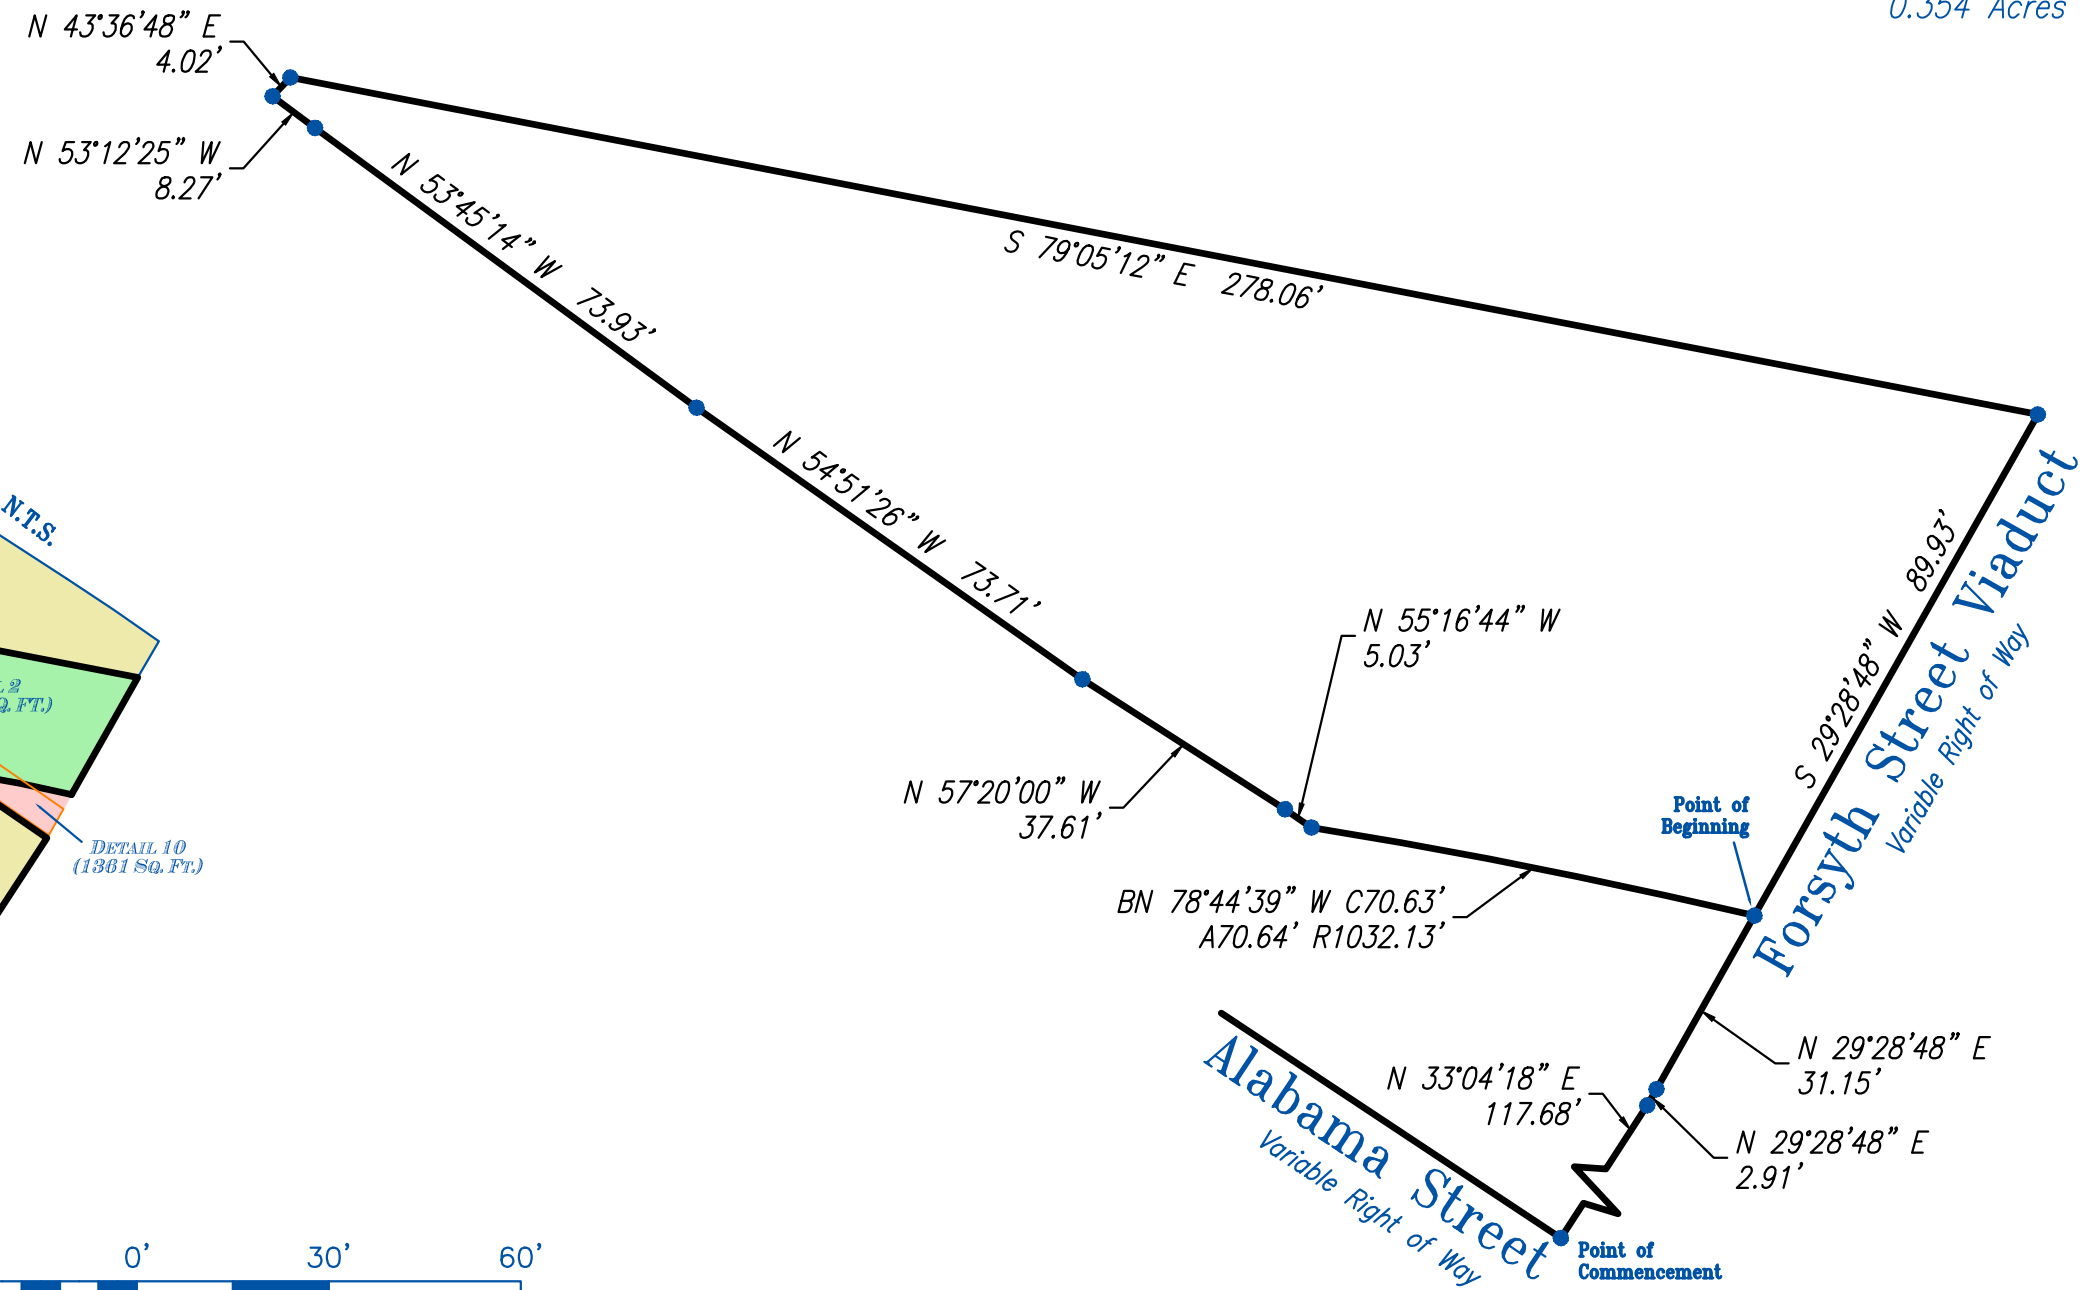 0.354 Acres
N 43°36'48" E
4.02'
N 53°12'25" W
8.27'
N 53°45'14" W 73.93'
S 79°05'12" E 278.06'
N 54°51'26" W 73.71'
N 55°16'44" W
5.03'
N 57°20'00" W
37.61'
BN 78°44'39" W C70.63'
A70.64' R1032.13'
S 29°28'48" W 89.93'
Forsyth Street Viaduct
Variable Right of Way
Point of
Beginning
N 29°28'48" E
31.15'
N 33°04'18" E
117.68'
N 29°28'48" E
2.91'
Alabama Street
Variable Right of Way
Point of
Commencement
N.T.S.
2
FT.)
DETAIL 10
(1361 SQ. FT.)
0' 30' 60'